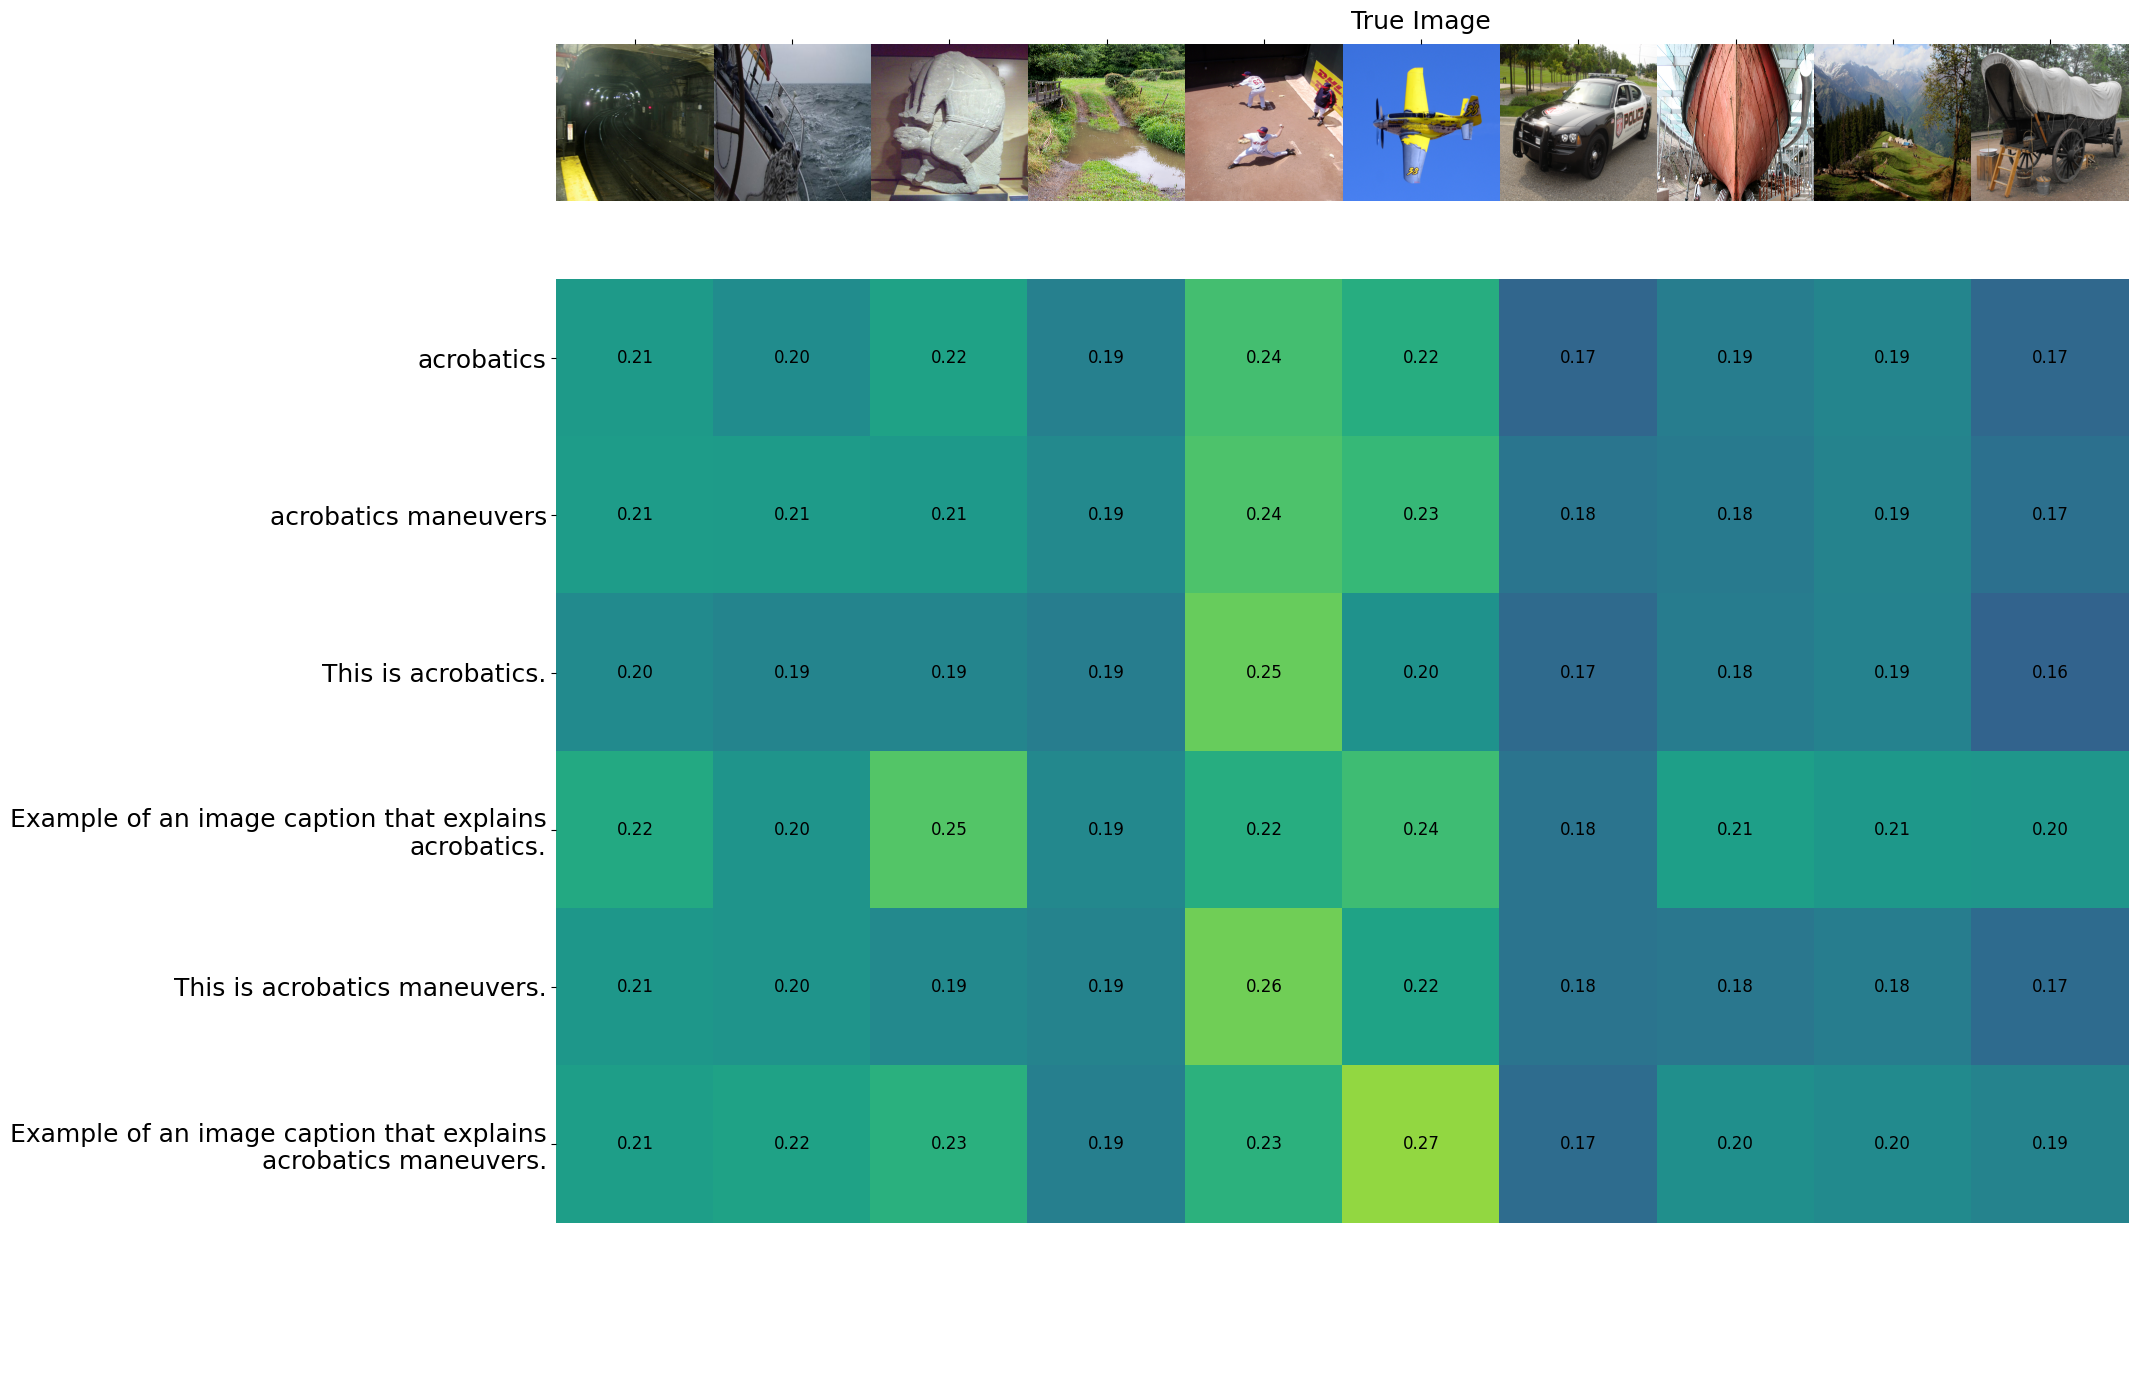 True Image
DHL
POLICE
33
acrobatics
0.21 0.20 0.22 0.19 0.24 0.22 0.17 0.19 0.19 0.17
acrobatics maneuvers
0.21 0.21 0.21 0.19 0.24 0.23 0.18 0.18 0.19 0.17
This is acrobatics.
0.20 0.19 0.19 0.19 0.25 0.20 0.17 0.18 0.19 0.16
Example of an image caption that explains
acrobatics.
0.22 0.20 0.25 0.19 0.22 0.24 0.18 0.21 0.21 0.20
This is acrobatics maneuvers.
0.21 0.20 0.19 0.19 0.26 0.22 0.18 0.18 0.18 0.17
Example of an image caption that explains
acrobatics maneuvers.
0.21 0.22 0.23 0.19 0.23 0.27 0.17 0.20 0.20 0.19